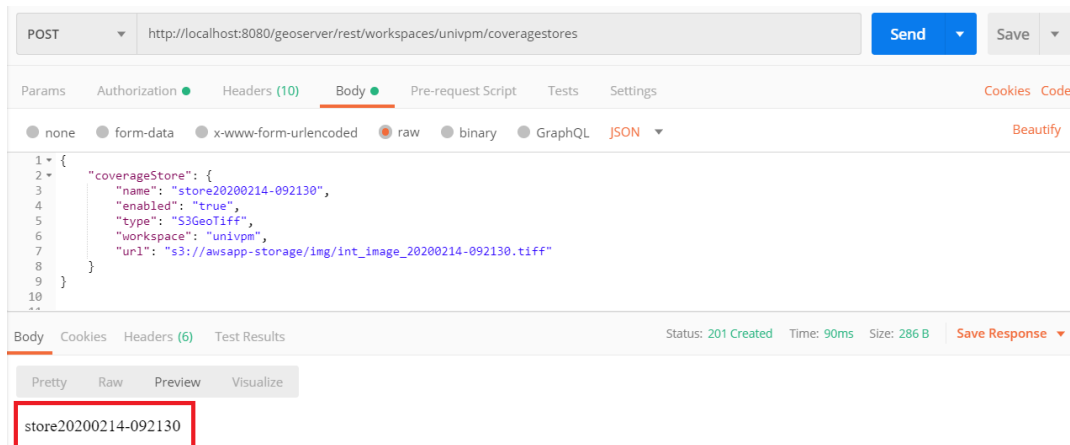 POST http://localhost:8080/geoserver/rest/workspaces/univpm/coveragestores Send Save
Params Authorization Headers (10) Body Pre-request Script Tests Settings Cookies Code
none form-data x-www-form-urlencoded raw binary GraphQL JSON Beautify
1 {
2 "coverageStore": {
3 "name": "store20200214-092130",
4 "enabled": "true",
5 "type": "S3GeoTiff",
6 "workspace": "univpm",
7 "url": "s3://awsapp-storage/img/int_image_20200214-092130.tiff"
8 }
9 }
10
Body Cookies Headers (6) Test Results Status: 201 Created Time: 90ms Size: 286 B Save Response
Pretty Raw Preview Visualize
store20200214-092130